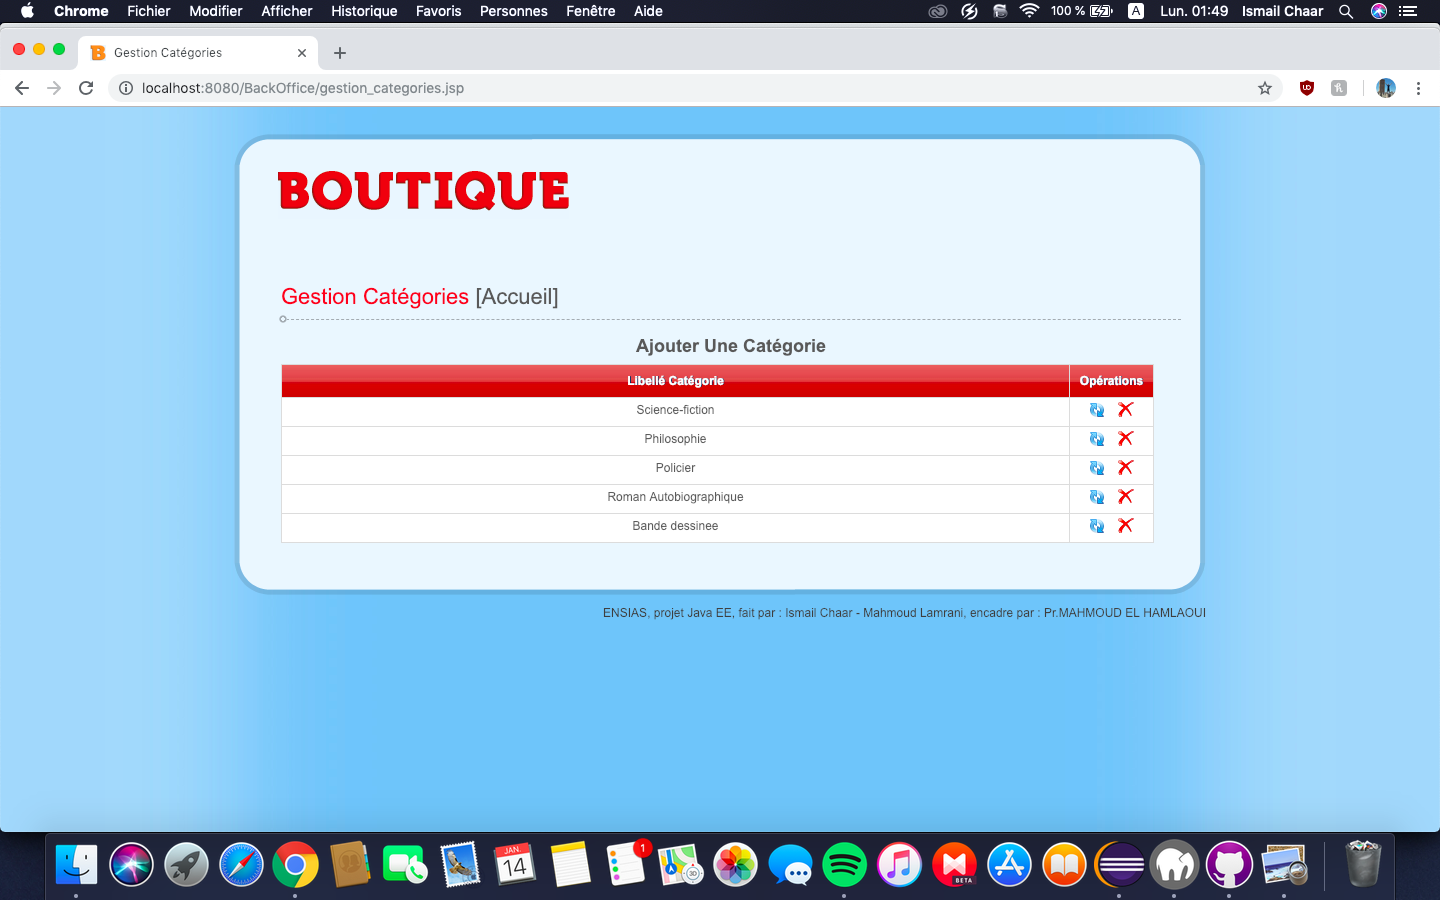 Chrome Fichier Modifier Afficher Historique Favoris Personnes Fenêtre Aide 100 % A Lun. 01:49 Ismail Chaar
B Gestion Catégories
localhost:8080/BackOffice/gestion_categories.jsp
BOUTIQUE
Gestion Catégories [Accueil]
Ajouter Une Catégorie
Libellé Catégorie Opérations
Science-fiction
Philosophie
Policier
Roman Autobiographique
Bande dessinee
ENSIAS, projet Java EE, fait par : Ismail Chaar - Mahmoud Lamrani, encadre par : Pr.MAHMOUD EL HAMLAOUI
JAN.
14
1
3D
BETA